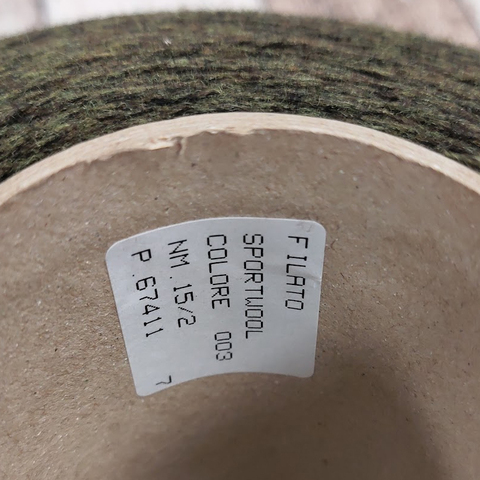 FILATO
SPORTWOOL
COLORE 003
NM.15/2
P.67411 7